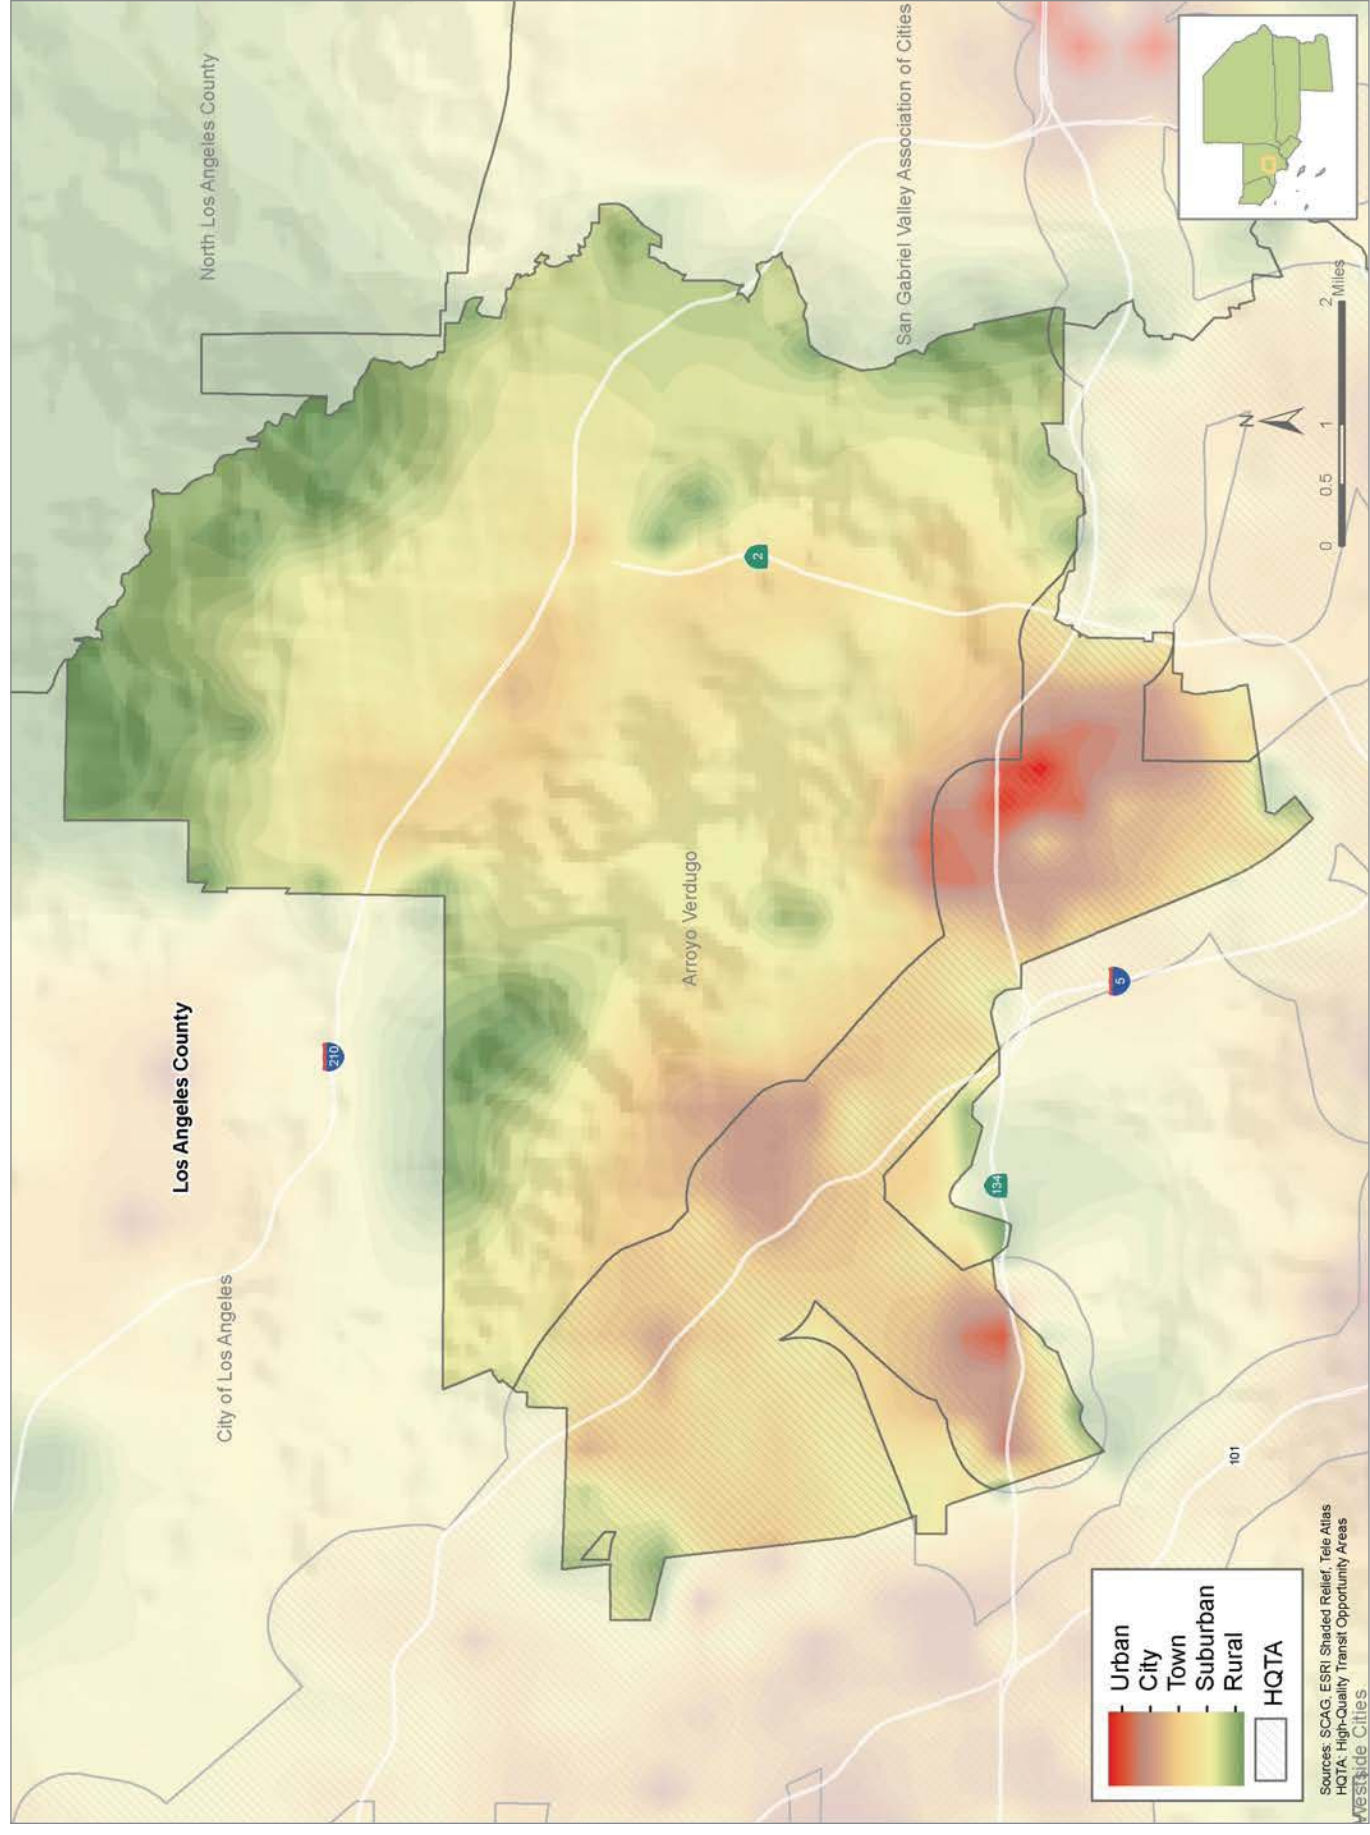 North Los Angeles County
San Gabriel Valley Association of Cities
Los Angeles County
City of Los Angeles
Arroyo Verdugo
210
2
134
5
101
N
0 0.5 1 2
Miles
Urban
City
Town
Suburban
Rural
HQTA
Sources: SCAG, ESRI Shaded Relief, Tele Atlas
HQTA: High-Quality Transit Opportunity Areas
Westside Cities